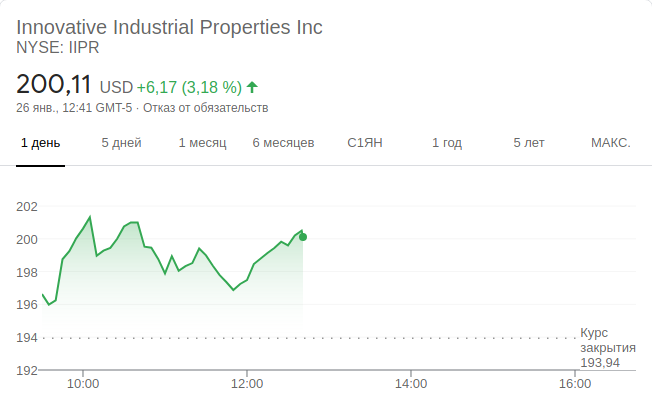 Innovative Industrial Properties Inc
NYSE: IIPR
200,11 USD +6,17 (3,18 %)
26 янв., 12:41 GMT-5 · Отказ от обязательств
1 день 5 дней 1 месяц 6 месяцев С1ЯН 1 год 5 лет МАКС.
202
200
198
196
194
192
Курс
закрытия
193,94
10:00 12:00 14:00 16:00